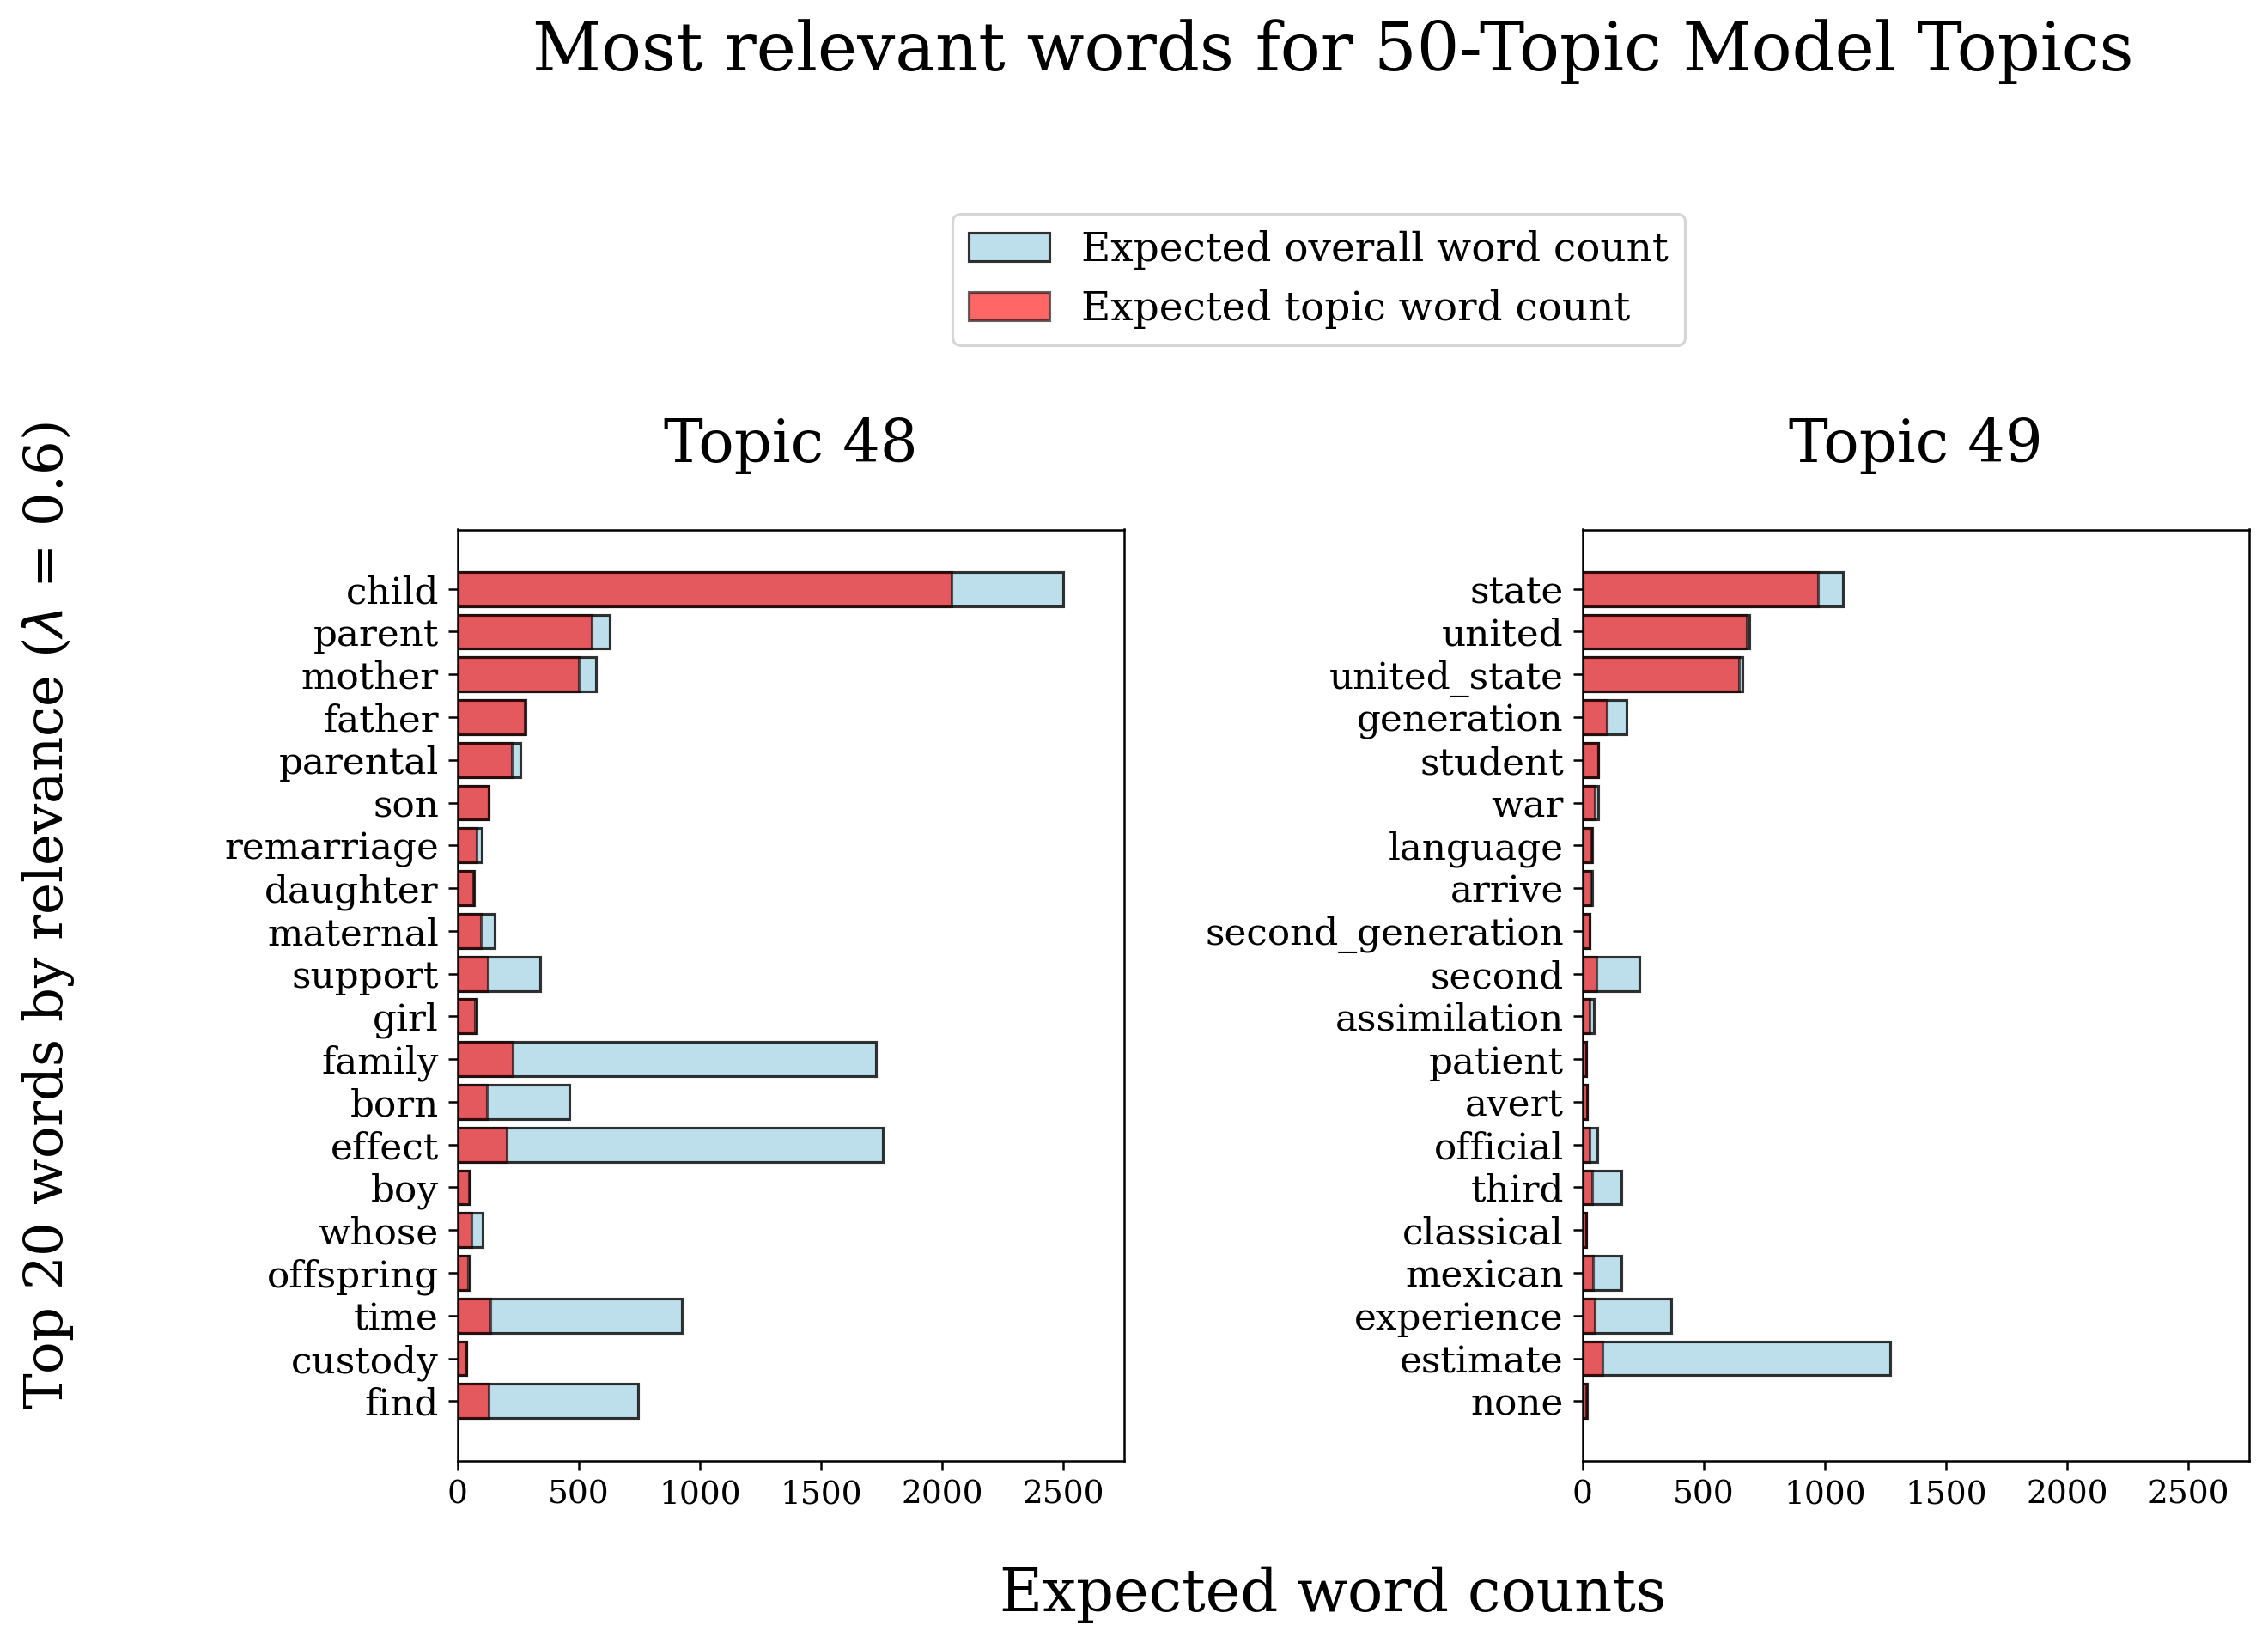 Most relevant words for 50-Topic Model Topics
Expected overall word count
Expected topic word count
Top 20 words by relevance (λ = 0.6)
Topic 48
child
parent
mother
father
parental
son
remarriage
daughter
maternal
support
girl
family
born
effect
boy
whose
offspring
time
custody
find
0 500 1000 1500 2000 2500
Topic 49
state
united
united_state
generation
student
war
language
arrive
second_generation
second
assimilation
patient
avert
official
third
classical
mexican
experience
estimate
none
0 500 1000 1500 2000 2500
Expected word counts